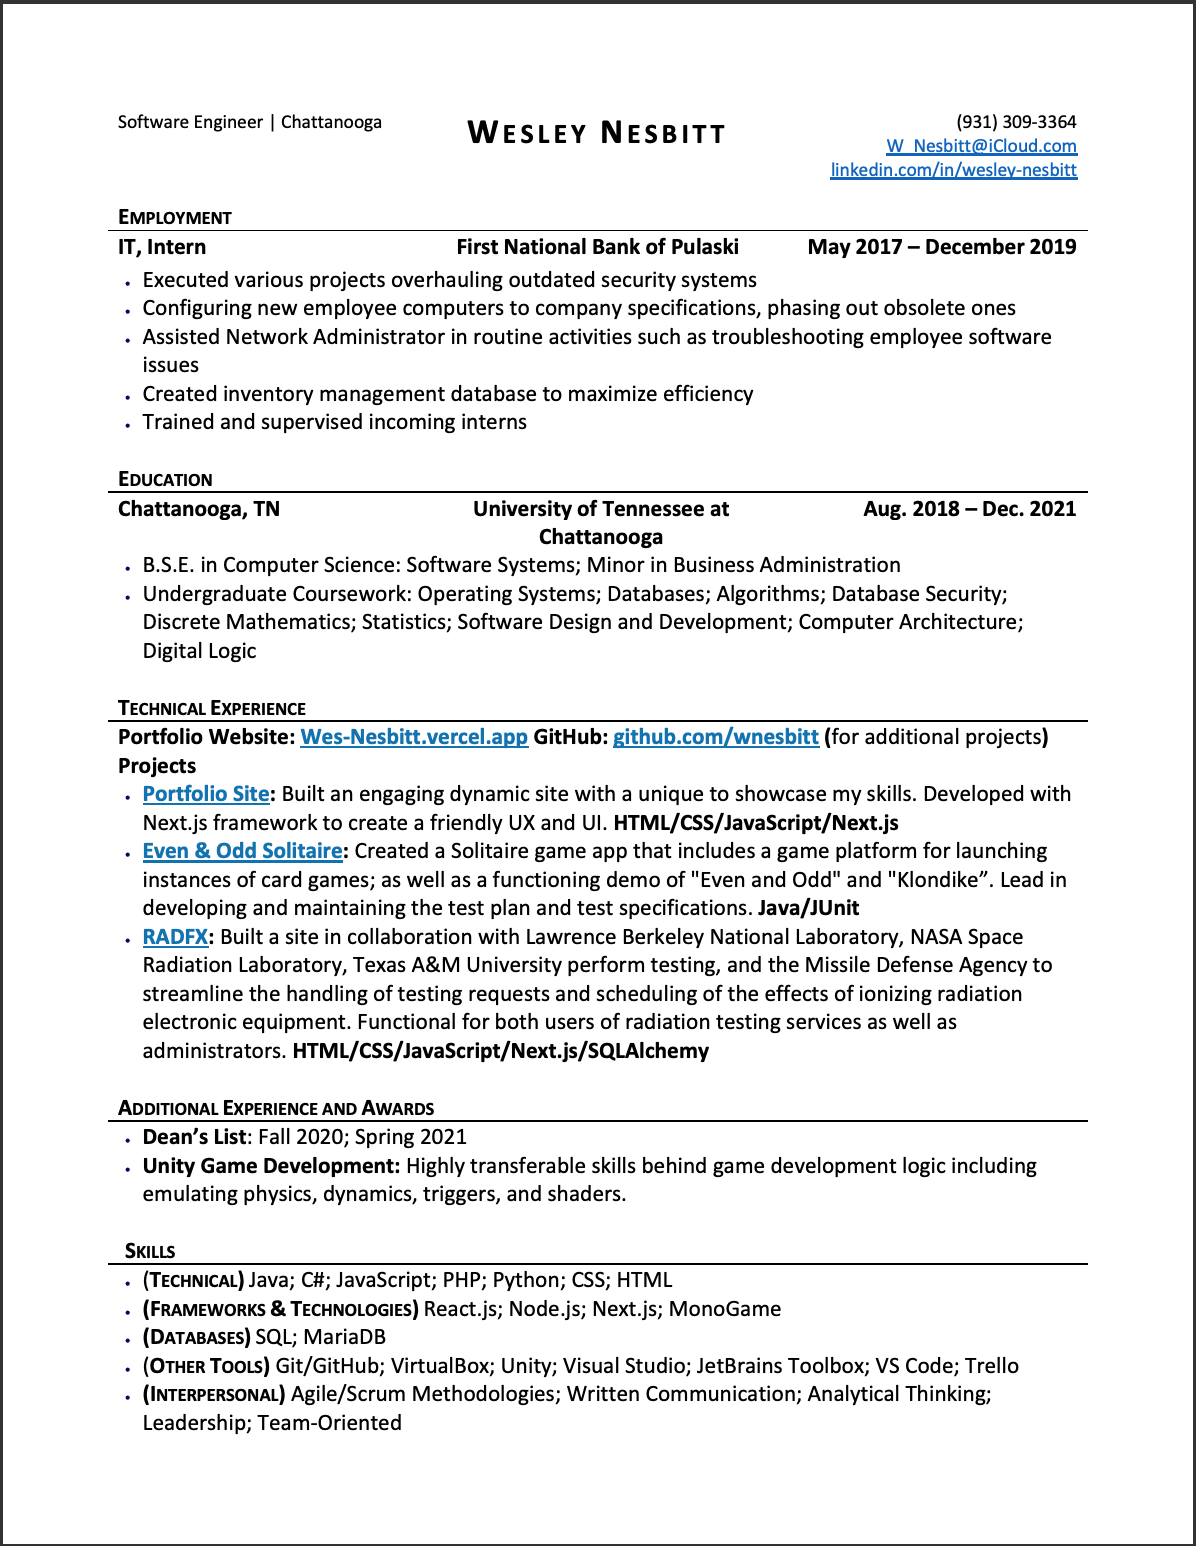 Software Engineer | Chattanooga
WESLEY NESBITT
(931) 309-3364
W_Nesbitt@iCloud.com
linkedin.com/in/wesley-nesbitt
EMPLOYMENT
IT, Intern First National Bank of Pulaski May 2017 – December 2019
• Executed various projects overhauling outdated security systems
• Configuring new employee computers to company specifications, phasing out obsolete ones
• Assisted Network Administrator in routine activities such as troubleshooting employee software
issues
• Created inventory management database to maximize efficiency
• Trained and supervised incoming interns
EDUCATION
Chattanooga, TN University of Tennessee at Aug. 2018 – Dec. 2021
Chattanooga
• B.S.E. in Computer Science: Software Systems; Minor in Business Administration
• Undergraduate Coursework: Operating Systems; Databases; Algorithms; Database Security;
Discrete Mathematics; Statistics; Software Design and Development; Computer Architecture;
Digital Logic
TECHNICAL EXPERIENCE
Portfolio Website: Wes-Nesbitt.vercel.app GitHub: github.com/wnesbitt (for additional projects)
Projects
• Portfolio Site: Built an engaging dynamic site with a unique to showcase my skills. Developed with
Next.js framework to create a friendly UX and UI. HTML/CSS/JavaScript/Next.js
• Even & Odd Solitaire: Created a Solitaire game app that includes a game platform for launching
instances of card games; as well as a functioning demo of "Even and Odd" and "Klondike”. Lead in
developing and maintaining the test plan and test specifications. Java/JUnit
• RADFX: Built a site in collaboration with Lawrence Berkeley National Laboratory, NASA Space
Radiation Laboratory, Texas A&M University perform testing, and the Missile Defense Agency to
streamline the handling of testing requests and scheduling of the effects of ionizing radiation
electronic equipment. Functional for both users of radiation testing services as well as
administrators. HTML/CSS/JavaScript/Next.js/SQLAlchemy
ADDITIONAL EXPERIENCE AND AWARDS
• Dean’s List: Fall 2020; Spring 2021
• Unity Game Development: Highly transferable skills behind game development logic including
emulating physics, dynamics, triggers, and shaders.
SKILLS
• (TECHNICAL) Java; C#; JavaScript; PHP; Python; CSS; HTML
• (FRAMEWORKS & TECHNOLOGIES) React.js; Node.js; Next.js; MonoGame
• (DATABASES) SQL; MariaDB
• (OTHER TOOLS) Git/GitHub; VirtualBox; Unity; Visual Studio; JetBrains Toolbox; VS Code; Trello
• (INTERPERSONAL) Agile/Scrum Methodologies; Written Communication; Analytical Thinking;
Leadership; Team-Oriented